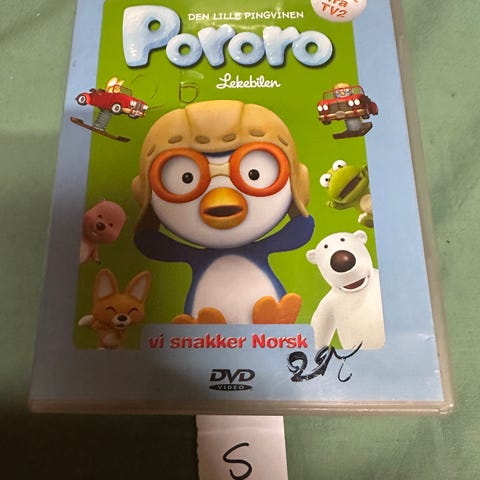 fra
TV2
DEN LILLE PINGVINEN
Pororo
Lekebilen
vi snakker Norsk
DVD
VIDEO
S